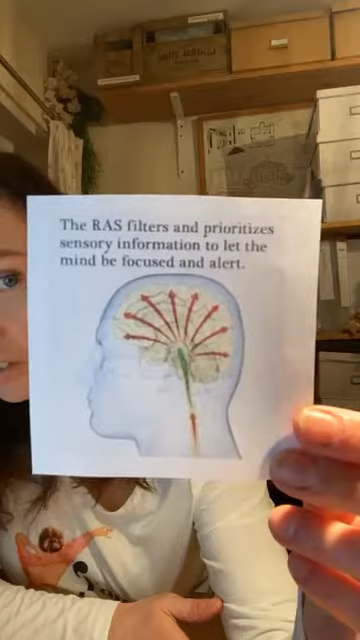 The RAS filters and prioritizes
sensory information to let the
mind be focused and alert.